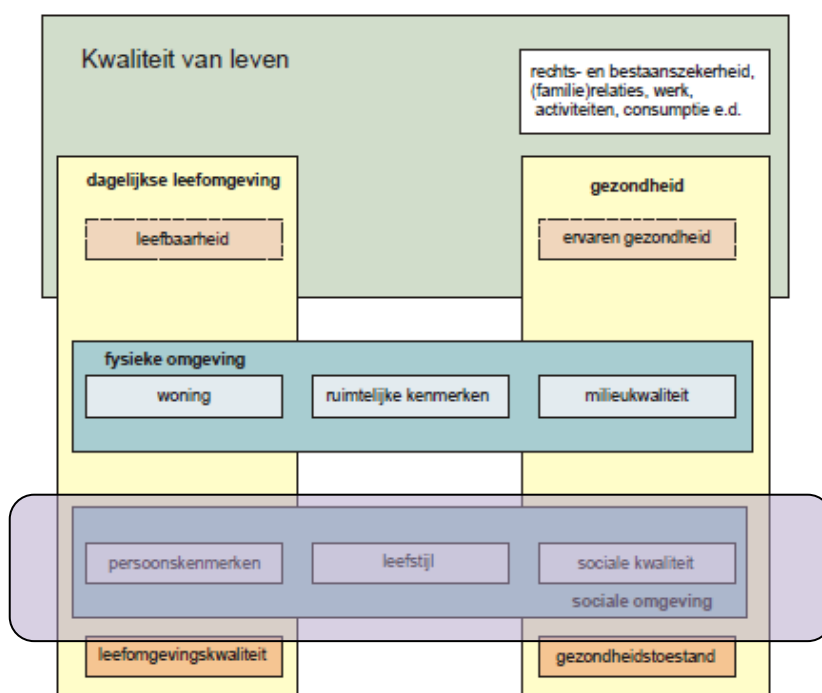 Kwaliteit van leven
rechts- en bestaanszekerheid,
(familie)relaties, werk,
activiteiten, consumptie e.d.
dagelijkse leefomgeving
gezondheid
leefbaarheid
ervaren gezondheid
fysieke omgeving
woning
ruimtelijke kenmerken
milieukwaliteit
persoonskenmerken
leefstijl
sociale kwaliteit
sociale omgeving
leefomgevingskwaliteit
gezondheidstoestand